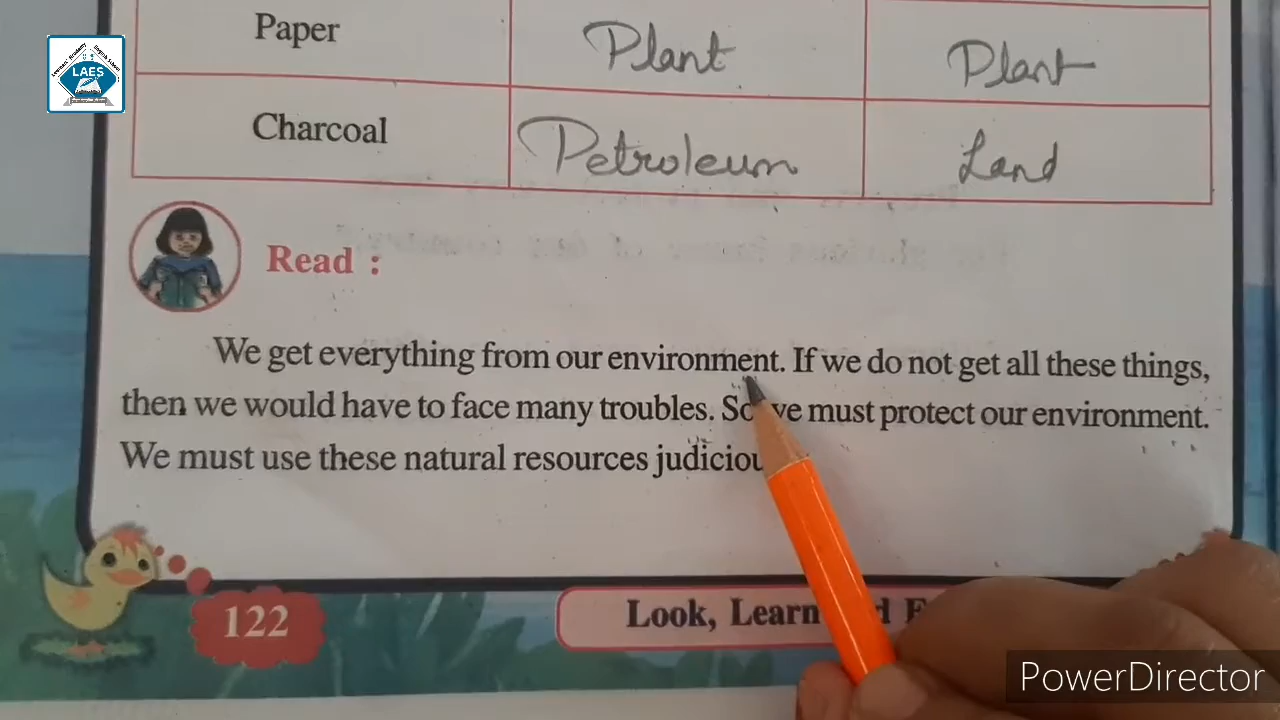 LAES
Paper Plant Plant
Charcoal Petroleum Land
Read :
We get everything from our environment. If we do not get all these things,
then we would have to face many troubles. So we must protect our environment.
We must use these natural resources
122
Look, Learn
PowerDirector